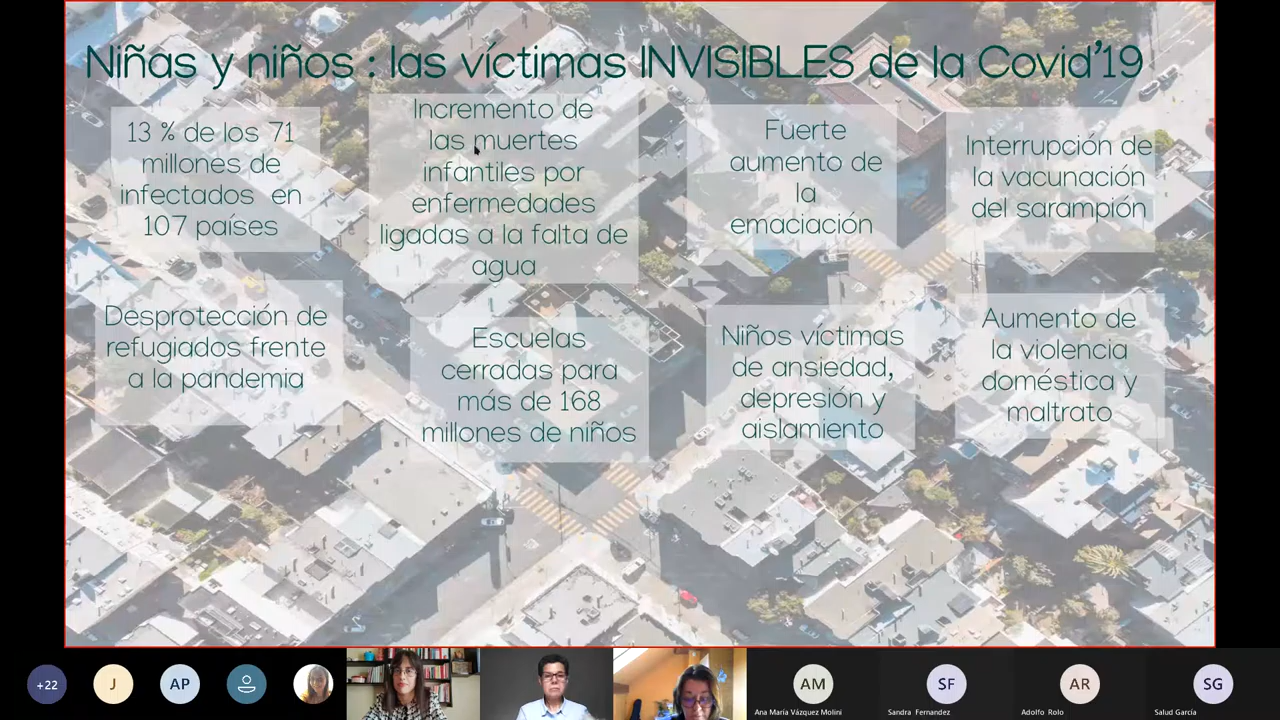 Niñas y niños : las víctimas INVISIBLES de la Covid'19
13 % de los 71
millones de
infectados en
107 países
Incremento de
las muertes
infantiles por
enfermedades
ligadas a la falta de
agua
Fuerte
aumento de
la
emaciación
Interrupción de
la vacunación
del sarampión
Desprotección de
refugiados frente
a la pandemia
Escuelas
cerradas para
más de 168
millones de niños
Niños víctimas
de ansiedad,
depresión y
aislamiento
Aumento de
la violencia
doméstica y
maltrato
+22
J
AP
AM
Ana María Vázquez Molini
SF
Sandra Fernandez
AR
Adolfo Rolo
SG
Salud García